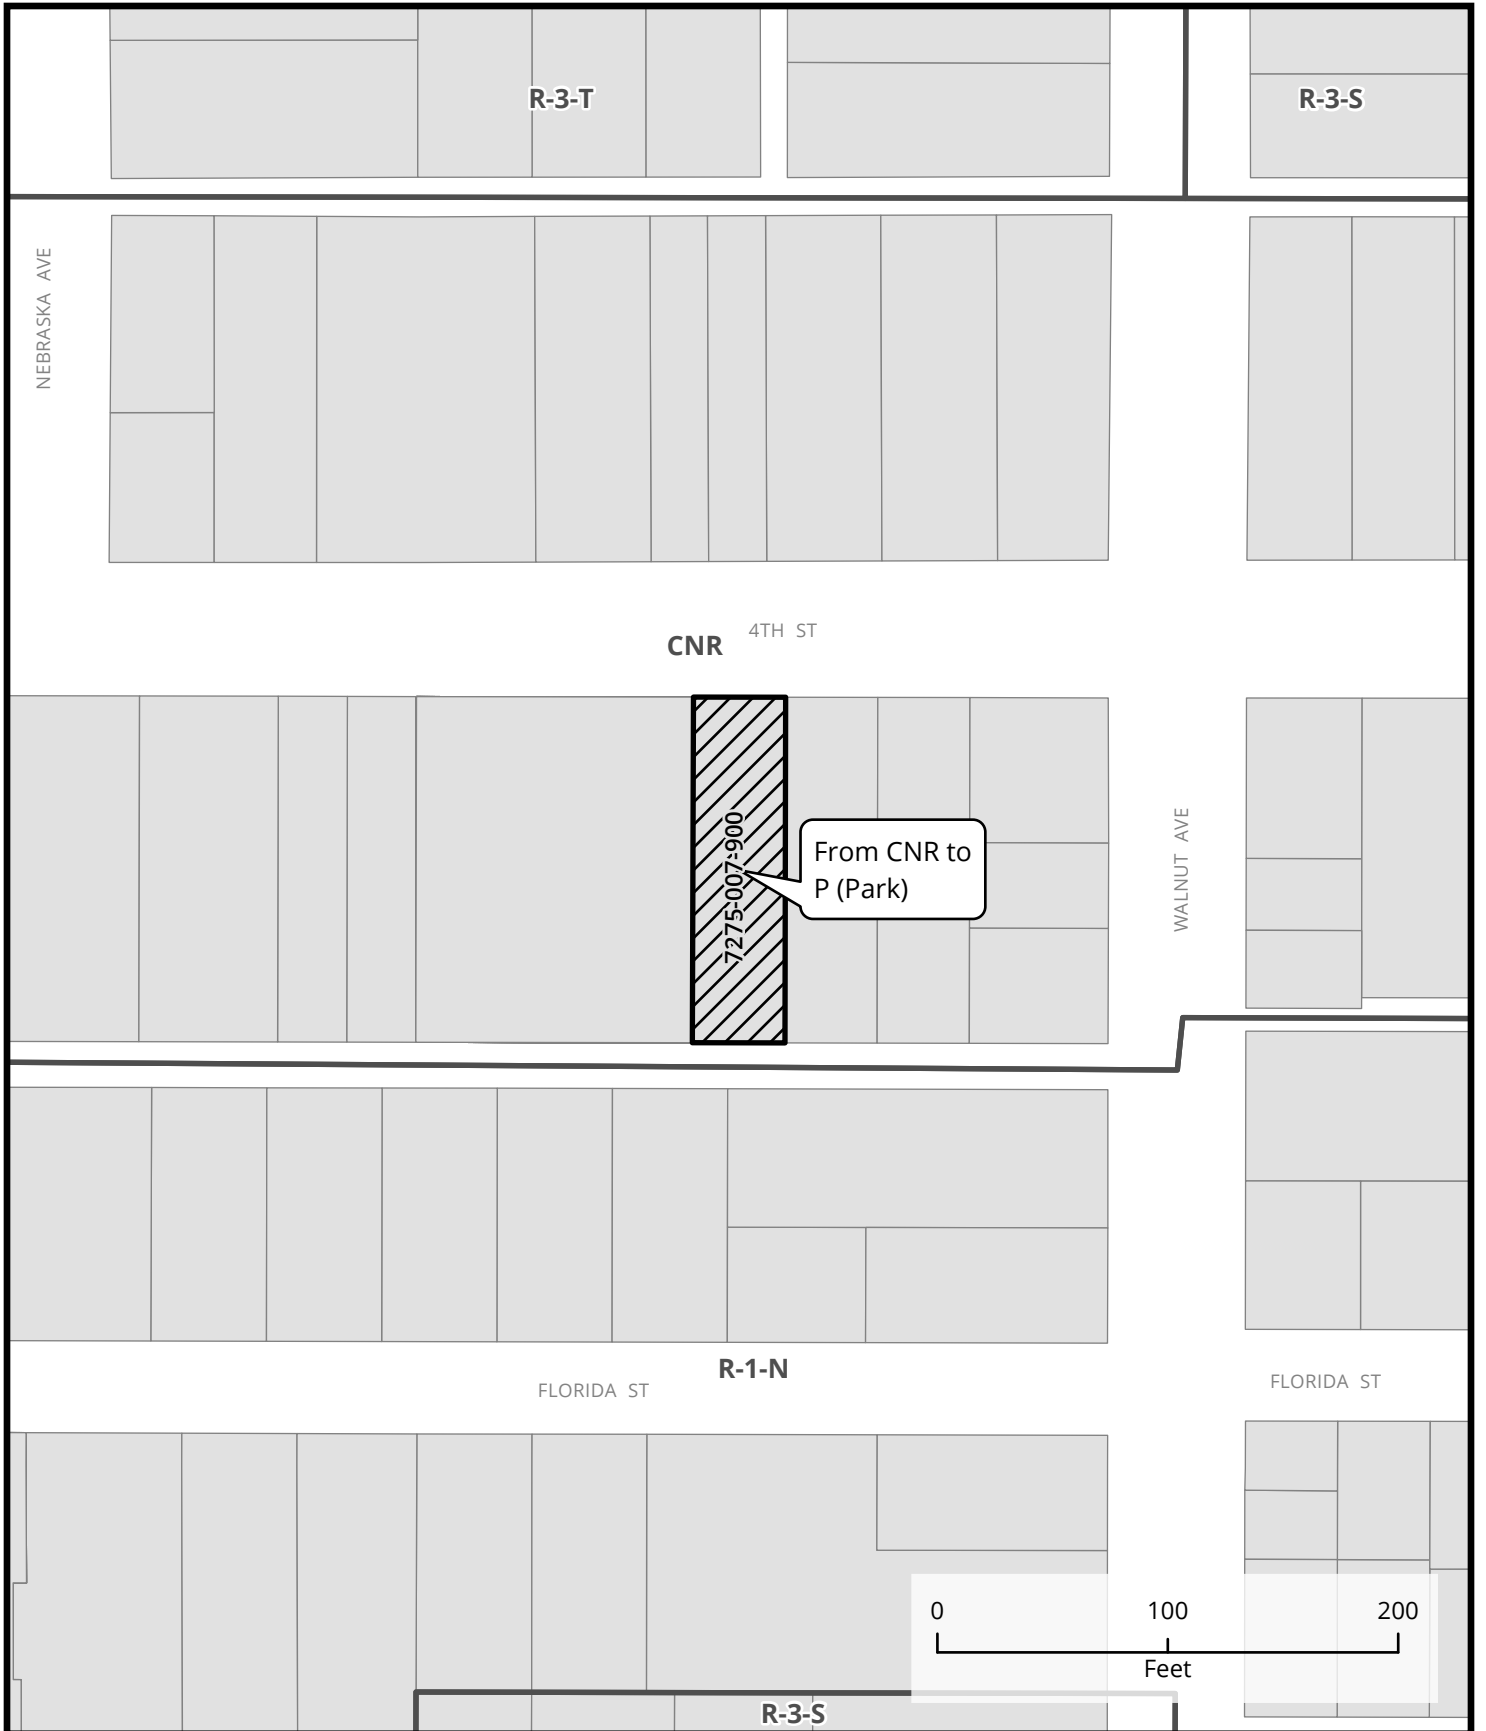 R-3-T
R-3-S
NEBRASKA AVE
4TH ST
CNR
7275-007-900
From CNR to
P (Park)
WALNUT AVE
R-1-N
FLORIDA ST
FLORIDA ST
0 100 200
Feet
R-3-S